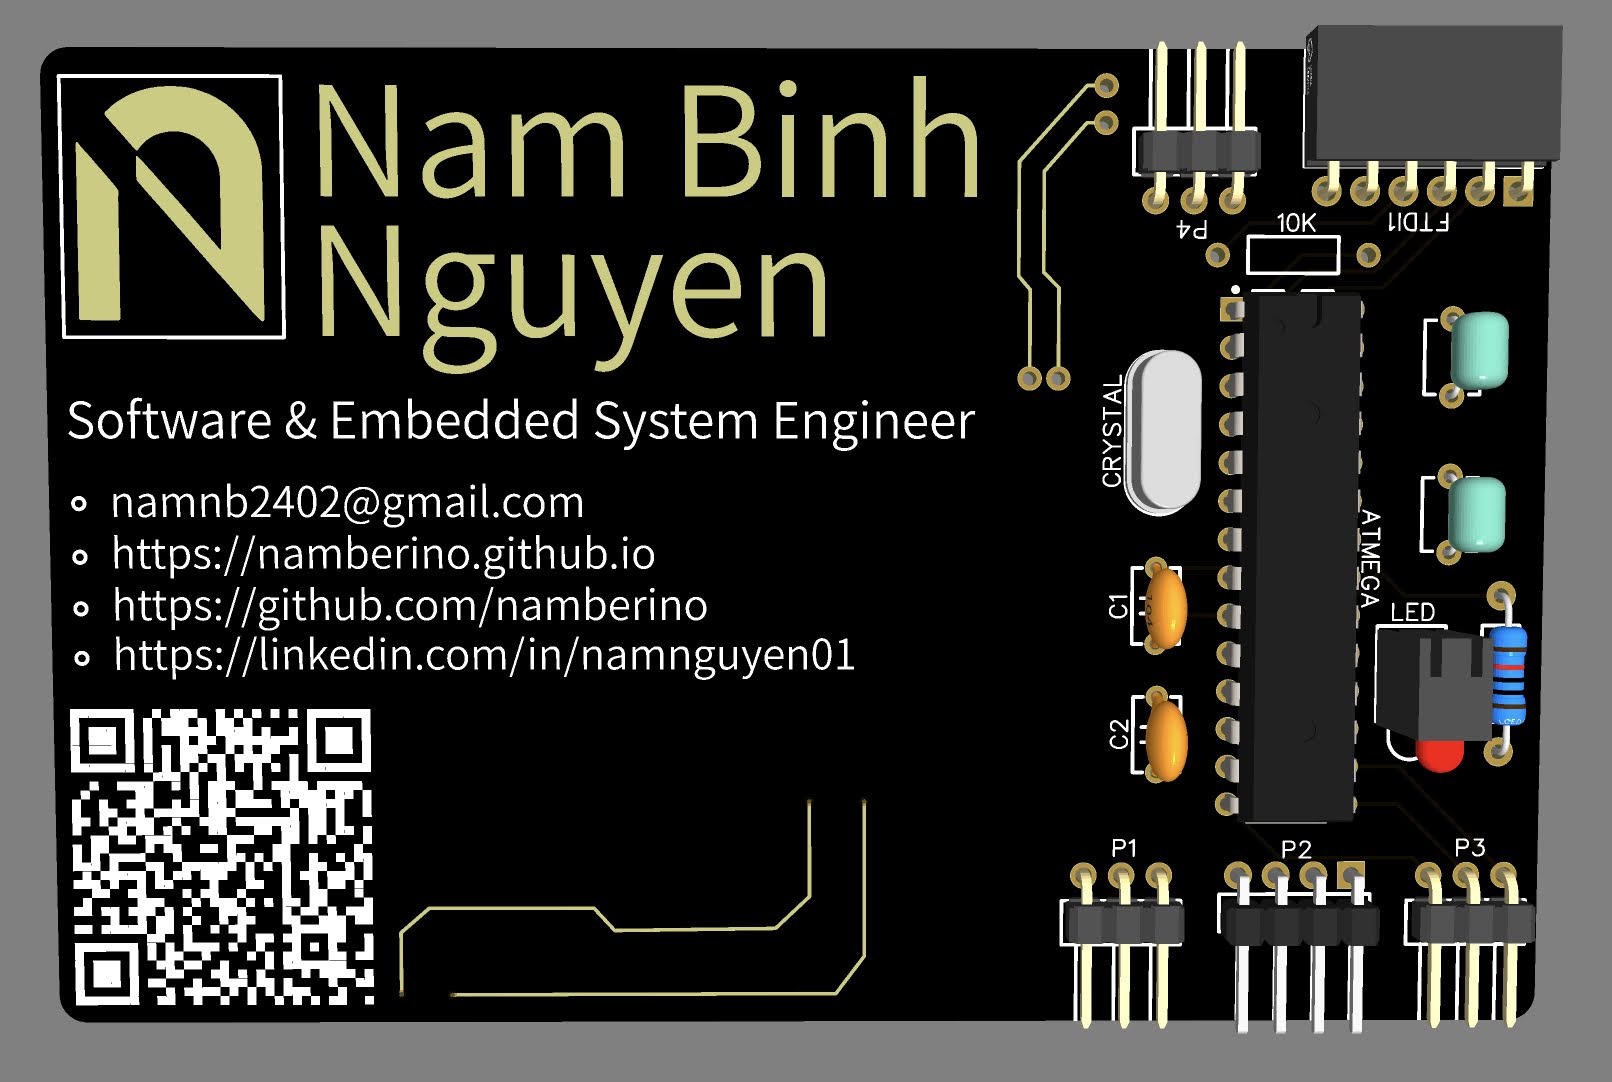 Nam Binh
Nguyen
Software & Embedded System Engineer
namnb2402@gmail.com
https://namberino.github.io
https://github.com/namberino
https://linkedin.com/in/namnguyen01
P4
FTDI1
10K
CRYSTAL
ATMEGA
C1
104
LED
C2
P1
P2
P3